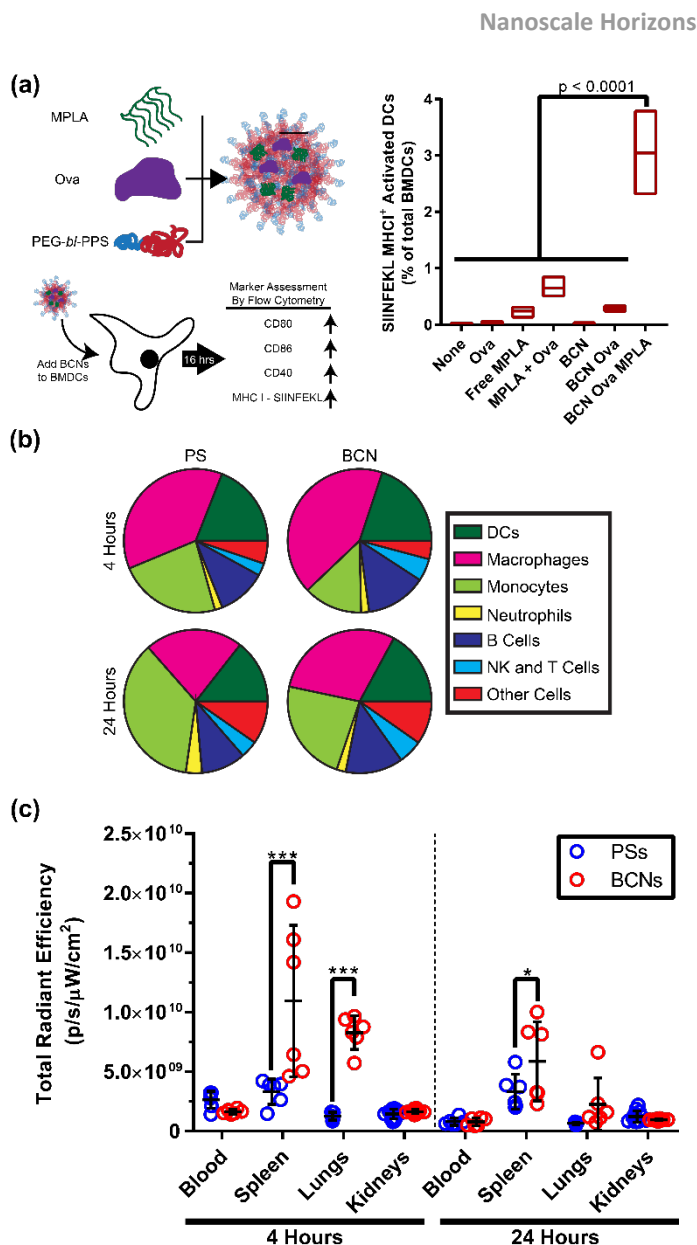 Nanoscale Horizons
(a)
MPLA
Ova
PEG-bl-PPS
Add BCNs
to BMDCs
16 hrs
Marker Assessment
By Flow Cytometry
CD80
CD86
CD40
MHC I - SIINFEKL
p < 0.0001
SIINFEKL MHCI⁺ Activated DCs
(% of total BMDCs)
4
3
2
1
0
None
Ova
Free MPLA
MPLA + Ova
BCN
BCN Ova
BCN Ova MPLA
(b)
PS
BCN
4 Hours
24 Hours
DCs
Macrophages
Monocytes
Neutrophils
B Cells
NK and T Cells
Other Cells
(c)
Total Radiant Efficiency
(p/s/µW/cm²)
2.5×10¹⁰
2.0×10¹⁰
1.5×10¹⁰
1.0×10¹⁰
5.0×10⁰⁹
0
***
***
*
PSs
BCNs
Blood
Spleen
Lungs
Kidneys
Blood
Spleen
Lungs
Kidneys
4 Hours
24 Hours